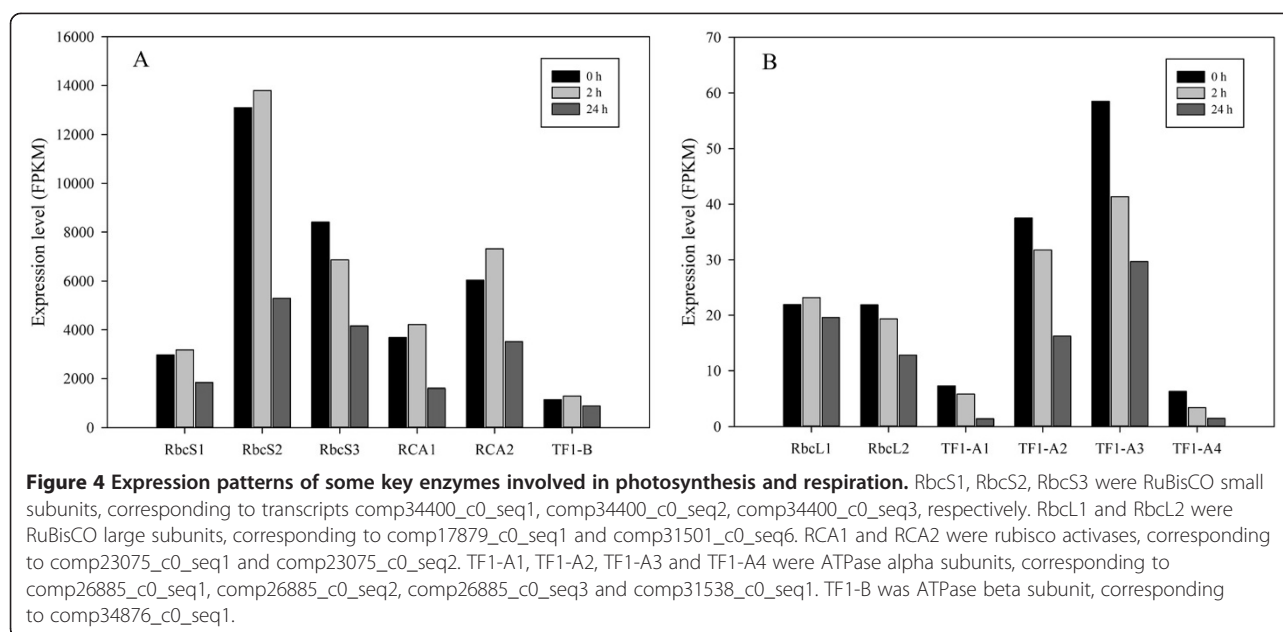 A
0 h
2 h
24 h
16000
14000
12000
10000
8000
6000
4000
2000
0
Expression level (FPKM)
RbcS1 RbcS2 RbcS3 RCA1 RCA2 TF1-B
B
0 h
2 h
24 h
70
60
50
40
30
20
10
0
Expression level (FPKM)
RbcL1 RbcL2 TF1-A1 TF1-A2 TF1-A3 TF1-A4
Figure 4 Expression patterns of some key enzymes involved in photosynthesis and respiration. RbcS1, RbcS2, RbcS3 were RuBisCO small
subunits, corresponding to transcripts comp34400_c0_seq1, comp34400_c0_seq2, comp34400_c0_seq3, respectively. RbcL1 and RbcL2 were
RuBisCO large subunits, corresponding to comp17879_c0_seq1 and comp31501_c0_seq6. RCA1 and RCA2 were rubisco activases, corresponding
to comp23075_c0_seq1 and comp23075_c0_seq2. TF1-A1, TF1-A2, TF1-A3 and TF1-A4 were ATPase alpha subunits, corresponding to
comp26885_c0_seq1, comp26885_c0_seq2, comp26885_c0_seq3 and comp31538_c0_seq1. TF1-B was ATPase beta subunit, corresponding
to comp34876_c0_seq1.